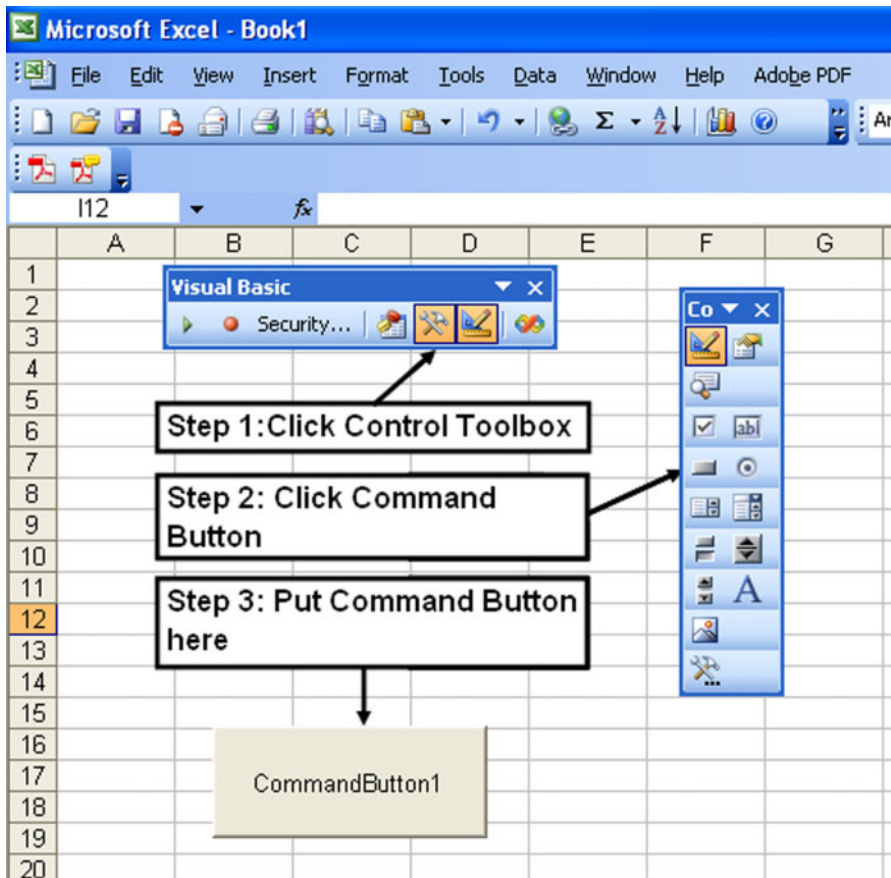 Microsoft Excel - Book1
File Edit View Insert Format Tools Data Window Help Adobe PDF
Σ A Z Ar
I12 fx
A B C D E F G
1
Visual Basic
2
Co
3
Security...
4
5
6
Step 1:Click Control Toolbox
abl
7
8
Step 2: Click Command
9
Button
10
11
Step 3: Put Command Button
A
12
here
13
14
15
16
17
CommandButton1
18
19
20